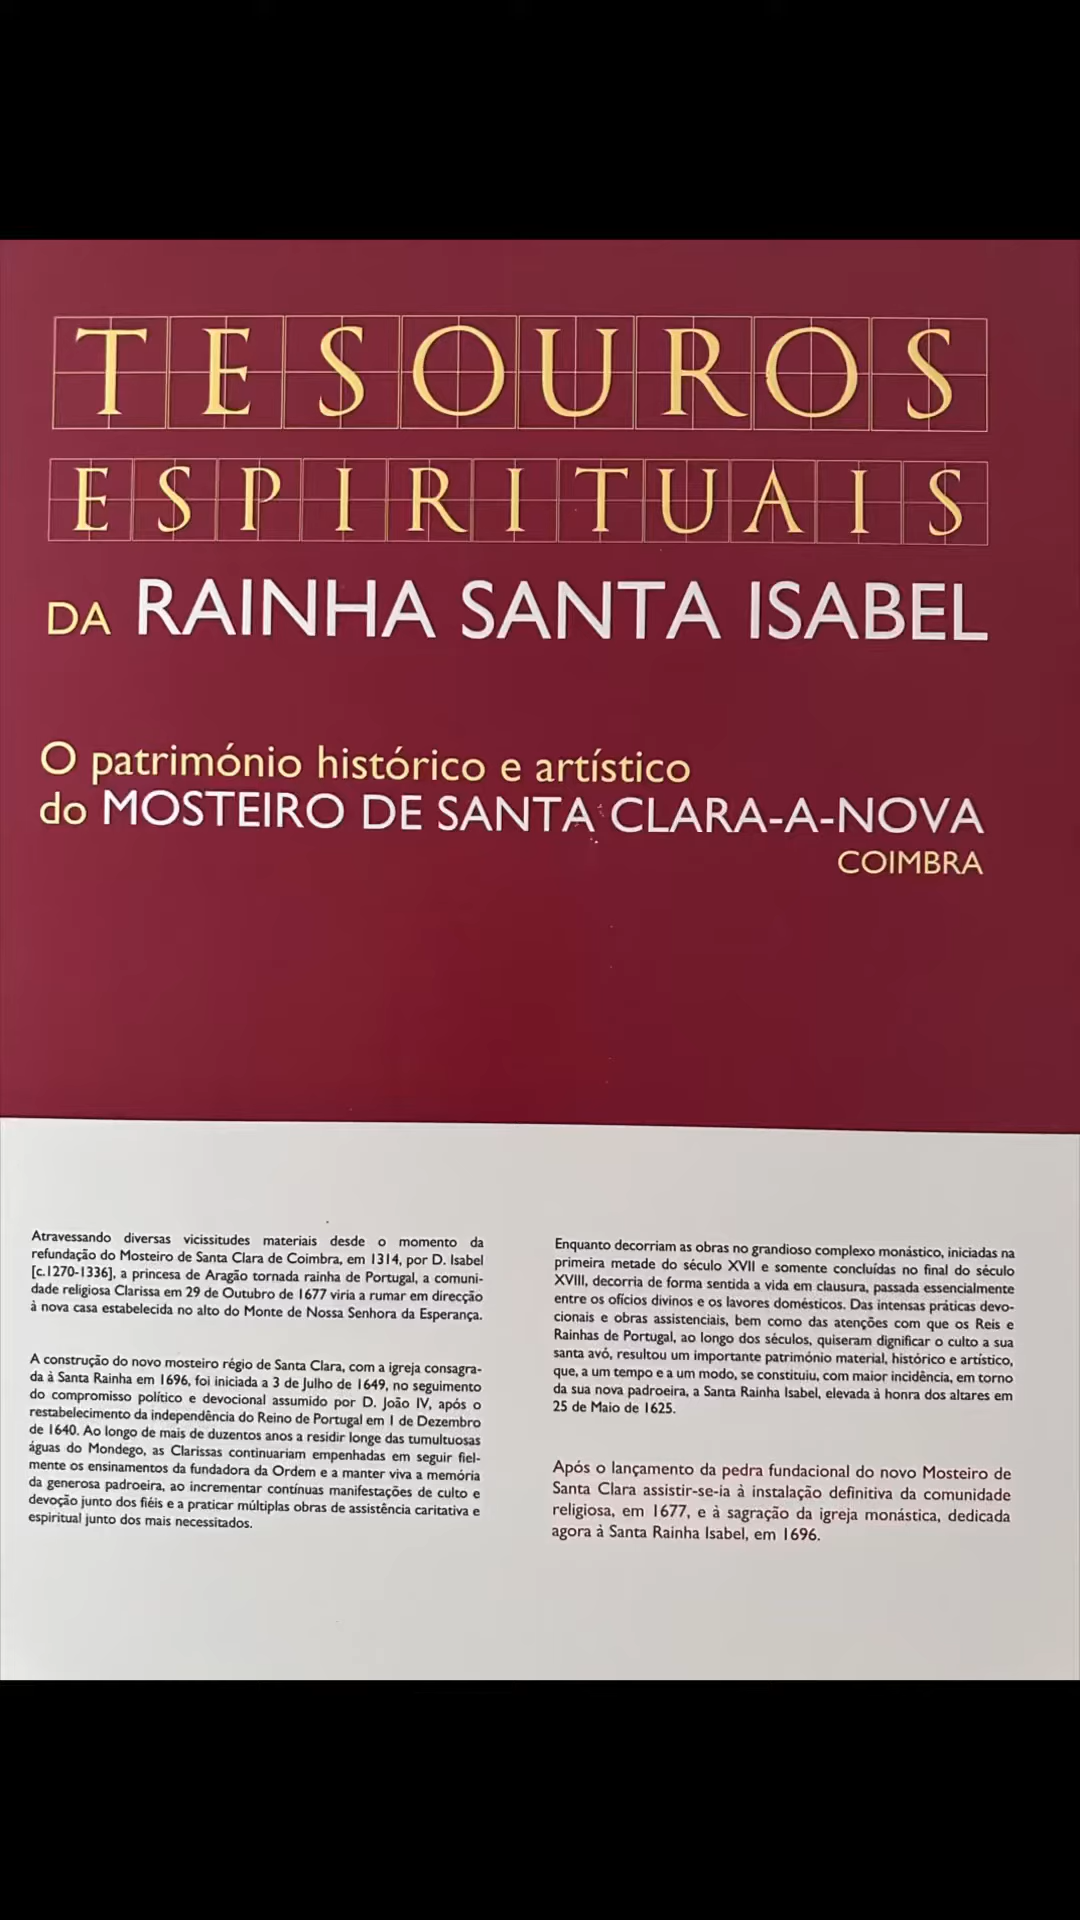 TESOUROS
ESPIRITUAIS
DA RAINHA SANTA ISABEL
O património histórico e artístico
do MOSTEIRO DE SANTA CLARA-A-NOVA
COIMBRA
Atravessando diversas vicissitudes materiais desde o momento da
refundação do Mosteiro de Santa Clara de Coimbra, em 1314, por D. Isabel
[c.1270-1336], a princesa de Aragão tornada rainha de Portugal, a comuni-
dade religiosa Clarissa em 29 de Outubro de 1677 viria a rumar em direcção
à nova casa estabelecida no alto do Monte de Nossa Senhora da Esperança.
A construção do novo mosteiro régio de Santa Clara, com a igreja consagra-
da à Santa Rainha em 1696, foi iniciada a 3 de Julho de 1649, no seguimento
do compromisso político e devocional assumido por D. João IV, após o
restabelecimento da independência do Reino de Portugal em 1 de Dezembro
de 1640. Ao longo de mais de duzentos anos a residir longe das tumultuosas
águas do Mondego, as Clarissas continuariam empenhadas em seguir fiel-
mente os ensinamentos da fundadora da Ordem e a manter viva a memória
da generosa padroeira, ao incrementar contínuas manifestações de culto e
devoção junto dos fiéis e a praticar múltiplas obras de assistência caritativa e
espiritual junto dos mais necessitados.
Enquanto decorriam as obras no grandioso complexo monástico, iniciadas na
primeira metade do século XVII e somente concluídas no final do século
XVIII, decorria de forma sentida a vida em clausura, passada essencialmente
entre os ofícios divinos e os lavores domésticos. Das intensas práticas devo-
cionais e obras assistenciais, bem como das atenções com que os Reis e
Rainhas de Portugal, ao longo dos séculos, quiseram dignificar o culto a sua
santa avó, resultou um importante património material, histórico e artístico,
que, a um tempo e a um modo, se constituiu, com maior incidência, em torno
da sua nova padroeira, a Santa Rainha Isabel, elevada à honra dos altares em
25 de Maio de 1625.
Após o lançamento da pedra fundacional do novo Mosteiro de
Santa Clara assistir-se-ia à instalação definitiva da comunidade
religiosa, em 1677, e à sagração da igreja monástica, dedicada
agora à Santa Rainha Isabel, em 1696.